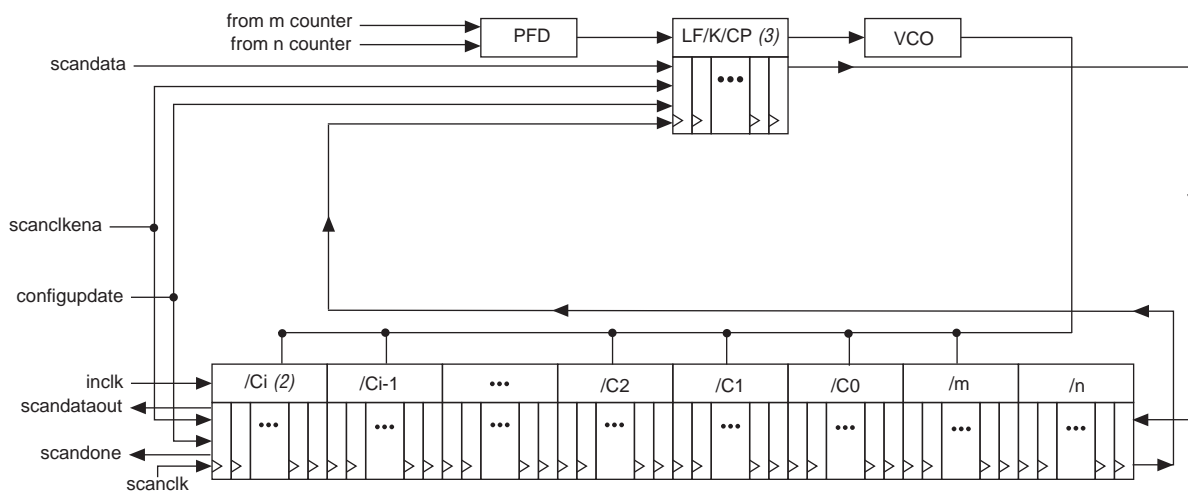 from m counter
from n counter
PFD
LF/K/CP (3)
VCO
scandata
•••
scanclkena
configupdate
inclk
/Ci (2)
/Ci-1
•••
/C2
/C1
/C0
/m
/n
scandataout
••• ••• ••• ••• ••• ••• ••• •••
scandone
scanclk